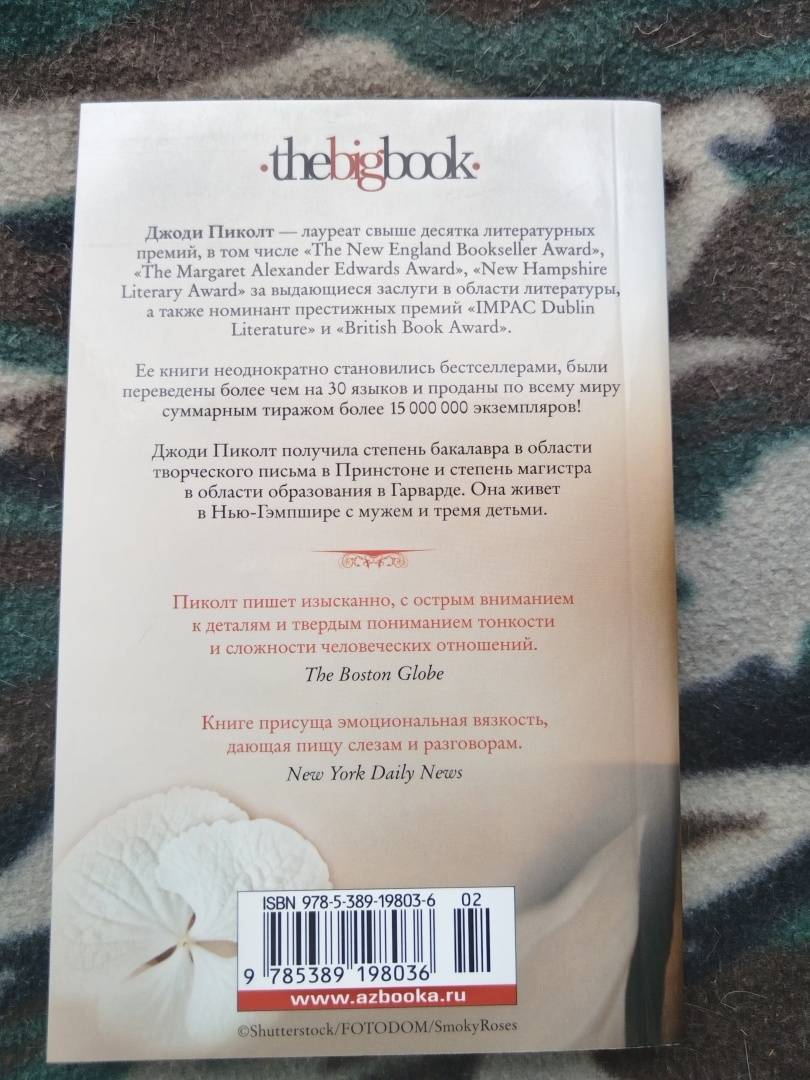 ·thebigbook·
Джоди Пиколт — лауреат свыше десятка литературных
премий, в том числе «The New England Bookseller Award»,
«The Margaret Alexander Edwards Award», «New Hampshire
Literary Award» за выдающиеся заслуги в области литературы,
а также номинант престижных премий «IMPAC Dublin
Literature» и «British Book Award».
Ее книги неоднократно становились бестселлерами, были
переведены более чем на 30 языков и проданы по всему миру
суммарным тиражом более 15 000 000 экземпляров!
Джоди Пиколт получила степень бакалавра в области
творческого письма в Принстоне и степень магистра
в области образования в Гарварде. Она живет
в Нью-Гэмпшире с мужем и тремя детьми.
Пиколт пишет изысканно, с острым вниманием
к деталям и твердым пониманием тонкости
и сложности человеческих отношений.
The Boston Globe
Книге присуща эмоциональная вязкость,
дающая пищу слезам и разговорам.
New York Daily News
ISBN 978-5-389-19803-6 02
9 785389 198036
www.azbooka.ru
©Shutterstock/FOTODOM/SmokyRoses